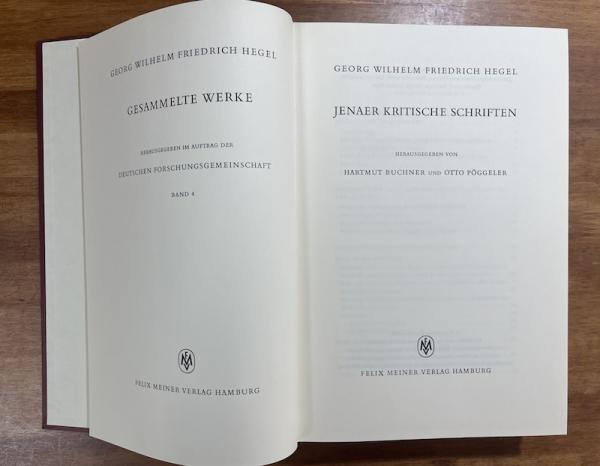 GEORG WILHELM FRIEDRICH HEGEL
GESAMMELTE WERKE
HERAUSGEGEBEN IM AUFTRAG DER
DEUTSCHEN FORSCHUNGSGEMEINSCHAFT
BAND 4
FELIX MEINER VERLAG HAMBURG
GEORG WILHELM FRIEDRICH HEGEL
JENAER KRITISCHE SCHRIFTEN
HERAUSGEGEBEN VON
HARTMUT BUCHNER UND OTTO PÖGGELER
FELIX MEINER VERLAG HAMBURG